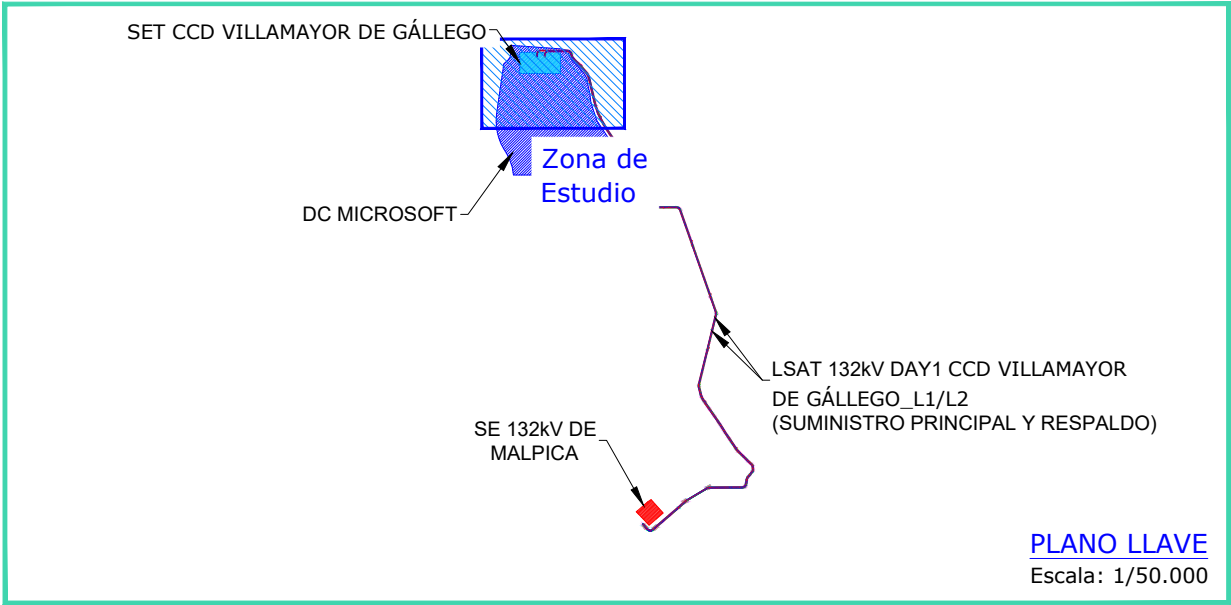 SET CCD VILLAMAYOR DE GÁLLEGO
Zona de
Estudio
DC MICROSOFT
LSAT 132kV DAY1 CCD VILLAMAYOR
DE GÁLLEGO_L1/L2
(SUMINISTRO PRINCIPAL Y RESPALDO)
SE 132kV DE
MALPICA
PLANO LLAVE
Escala: 1/50.000